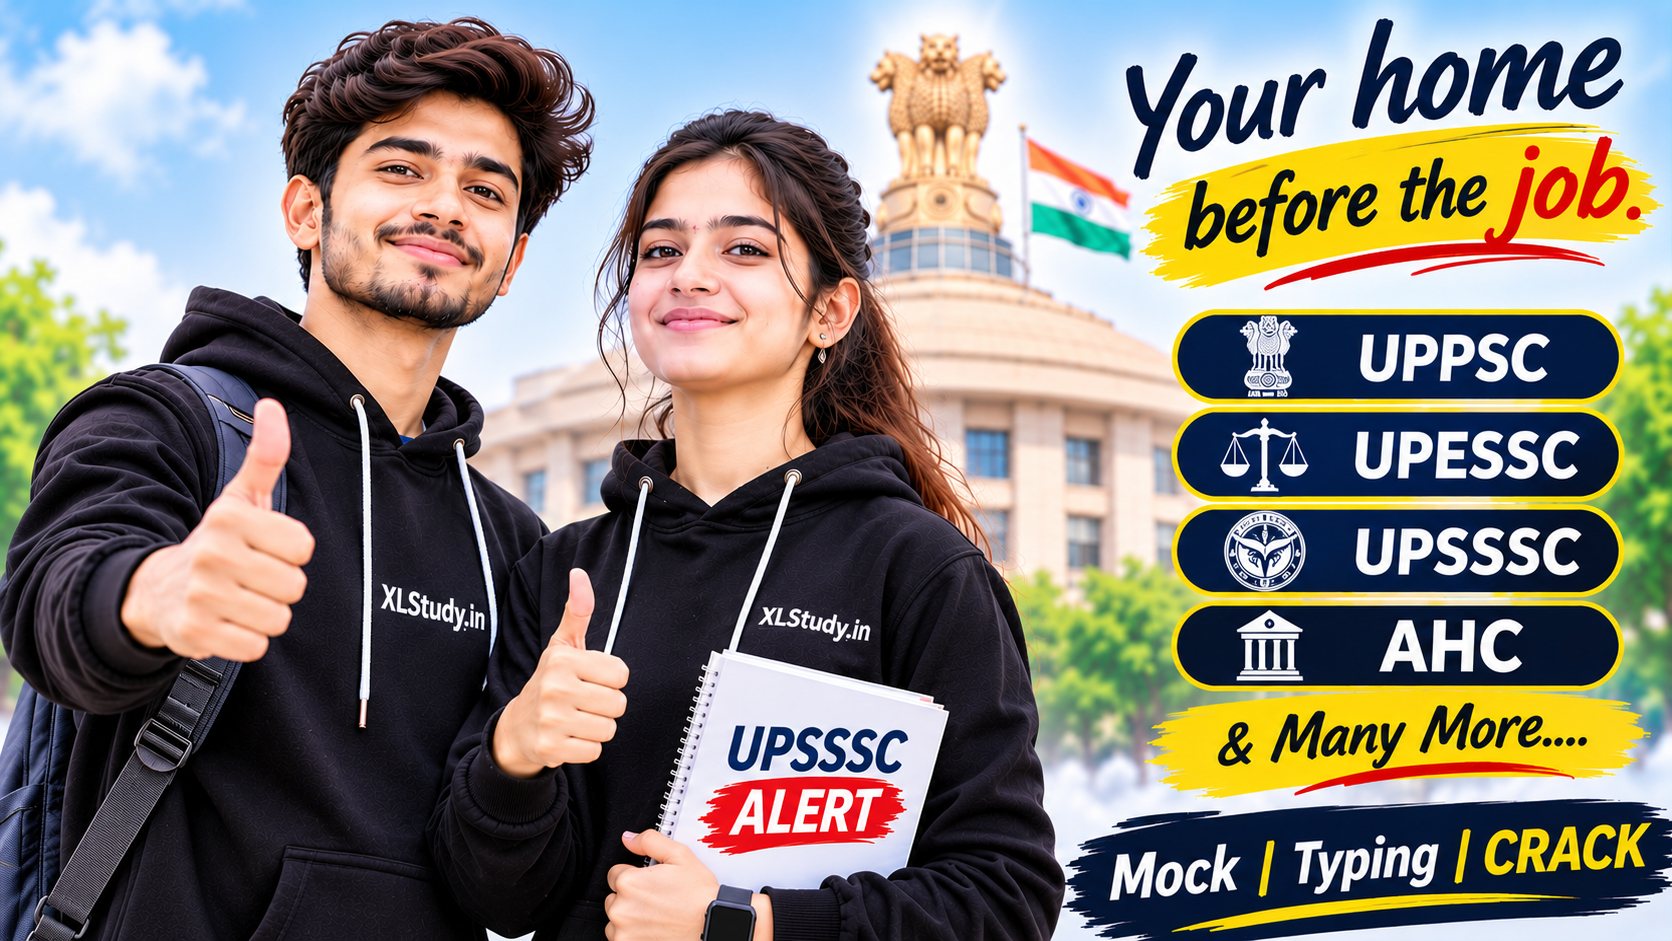 Your home
before the job.
UPPSC
UPESSC
UPSSSC
AHC
& Many More....
Mock | Typing | CRACK
XLStudy.in
XLStudy.in
UPSSSC
ALERT